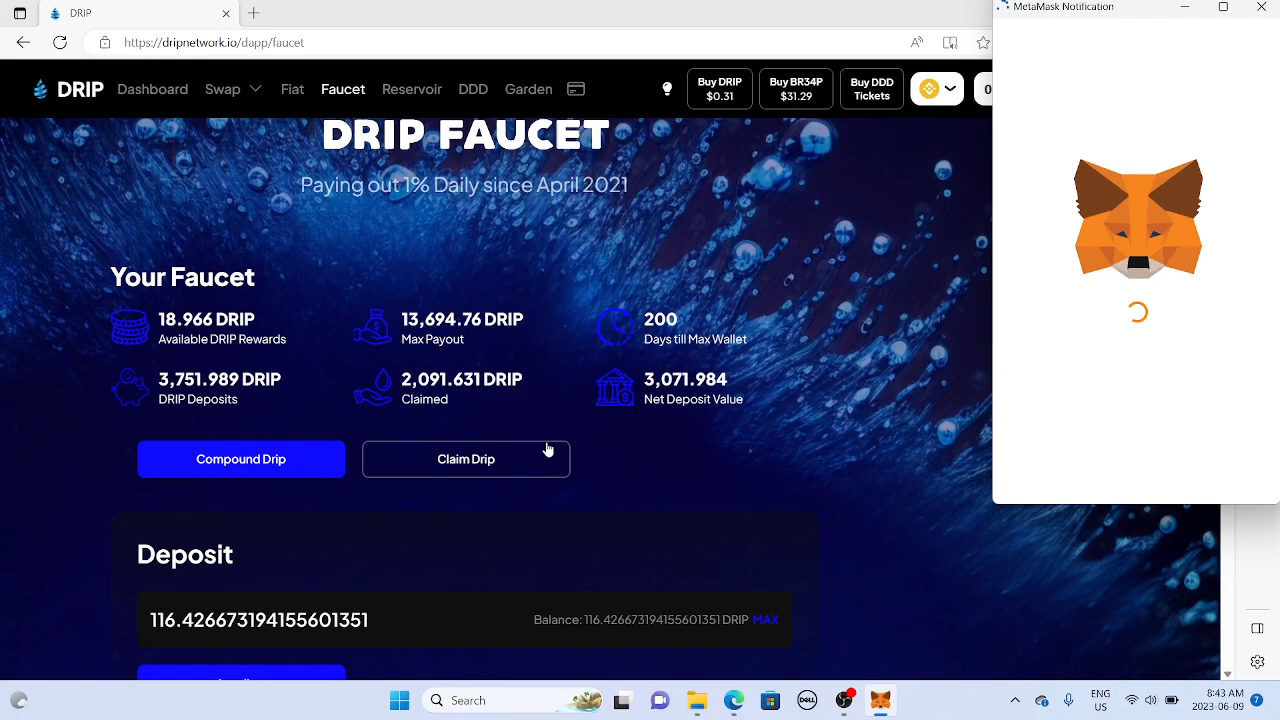 DRIP
MetaMask Notification
https://dripnetwork.io/dapp/faucet
DRIP Dashboard Swap Fiat Faucet Reservoir DDD Garden
Buy DRIP
$0.31
Buy BR34P
$31.29
Buy DDD
Tickets
0
DRIP FAUCET
Paying out 1% Daily since April 2021
Your Faucet
18.966 DRIP
Available DRIP Rewards
13,694.76 DRIP
Max Payout
200
Days till Max Wallet
3,751.989 DRIP
DRIP Deposits
2,091.631 DRIP
Claimed
3,071.984
Net Deposit Value
Compound Drip
Claim Drip
Deposit
116.426673194155601351
Balance: 116.426673194155601351 DRIP MAX
Search
DELL
ENG
US
8:43 AM
2023-06-09
7